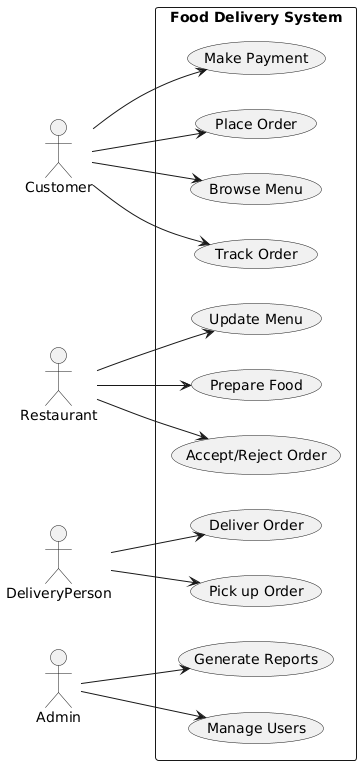 Food Delivery System
Make Payment
Place Order
Browse Menu
Customer
Track Order
Update Menu
Prepare Food
Restaurant
Accept/Reject Order
Deliver Order
Pick up Order
DeliveryPerson
Generate Reports
Admin
Manage Users